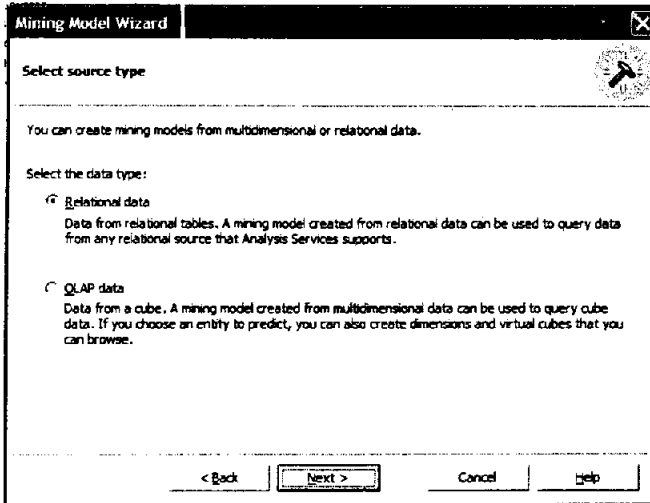 Mining Model Wizard
Select source type
You can create mining models from multidimensional or relational data.
Select the data type:
Relational data
Data from relational tables. A mining model created from relational data can be used to query data
from any relational source that Analysis Services supports.
OLAP data
Data from a cube. A mining model created from multidimensional data can be used to query cube
data. If you choose an entity to predict, you can also create dimensions and virtual cubes that you
can browse.
< Back
Next >
Cancel
Help